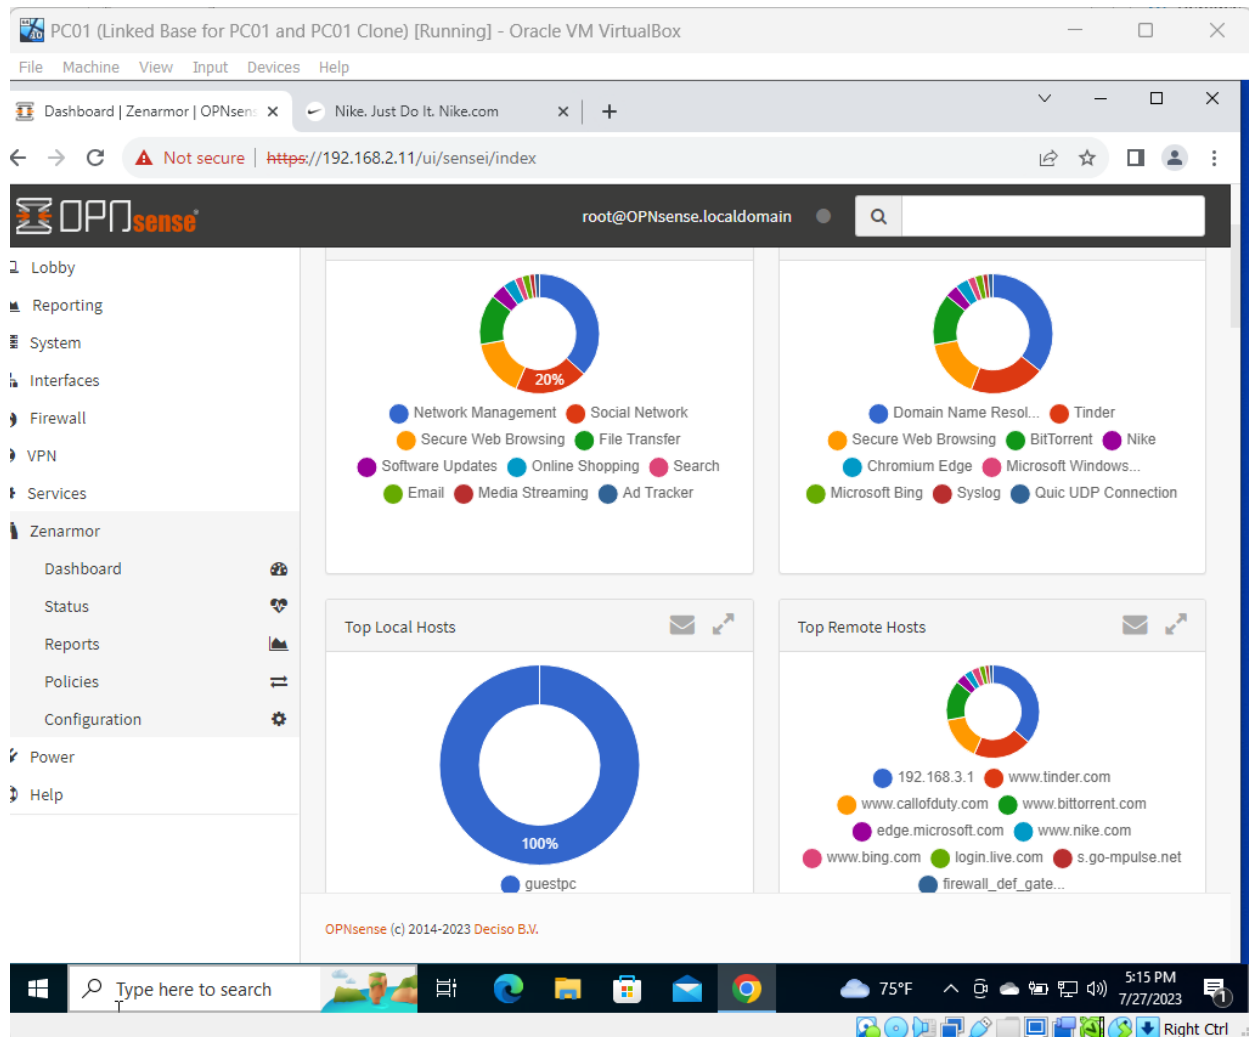 PC01 (Linked Base for PC01 and PC01 Clone) [Running] - Oracle VM VirtualBox
File Machine View Input Devices Help
Dashboard | Zenarmor | OPNsens
Nike. Just Do It. Nike.com
Not secure | https://192.168.2.11/ui/sensei/index
OPNsense
root@OPNsense.localdomain
Lobby
Reporting
System
Interfaces
Firewall
VPN
Services
Zenarmor
Dashboard
Status
Reports
Policies
Configuration
Power
Help
20%
Network Management Social Network
Secure Web Browsing File Transfer
Software Updates Online Shopping Search
Email Media Streaming Ad Tracker
Domain Name Resol... Tinder
Secure Web Browsing BitTorrent Nike
Chromium Edge Microsoft Windows...
Microsoft Bing Syslog Quic UDP Connection
Top Local Hosts
100%
guestpc
Top Remote Hosts
192.168.3.1 www.tinder.com
www.callofduty.com www.bittorrent.com
edge.microsoft.com www.nike.com
www.bing.com login.live.com s.go-mpulse.net
firewall_def_gate...
OPNsense (c) 2014-2023 Deciso B.V.
Type here to search
75°F
5:15 PM
7/27/2023
1
Right Ctrl